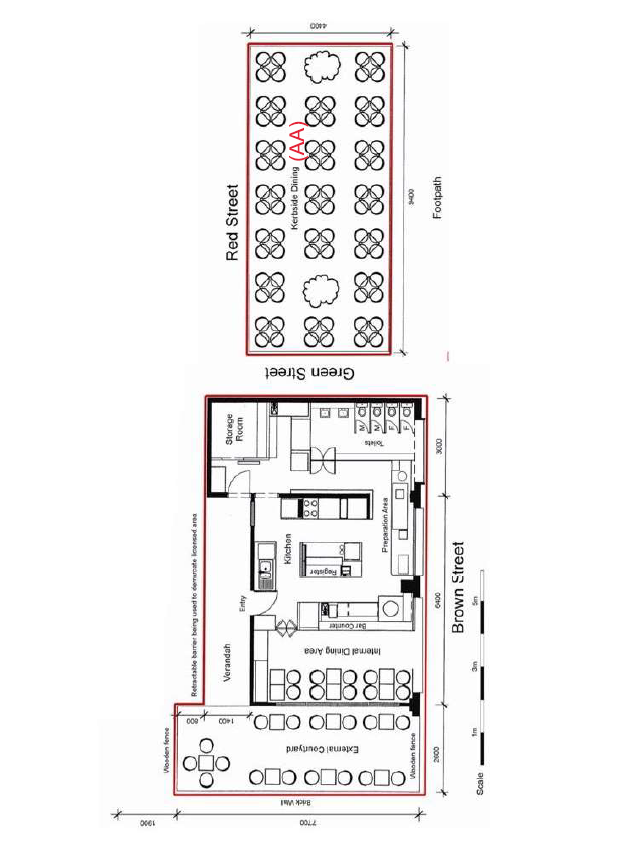 4400
Red Street
Kerbside Dining
(AA)
9400
Footpath
Green Street
Storage
Room
M
M
F
F
Toilets
3000
Retractable barrier being used to demarcate licensed area
Kitchen
Preparation Area
Register
Entry
Bar Counter
6400
Brown Street
Verandah
Internal Dining Area
800
1400
Wooden fence
External Courtyard
Wooden fence
2600
Brick Wall
1900
7700
Scale
1m
3m
5m